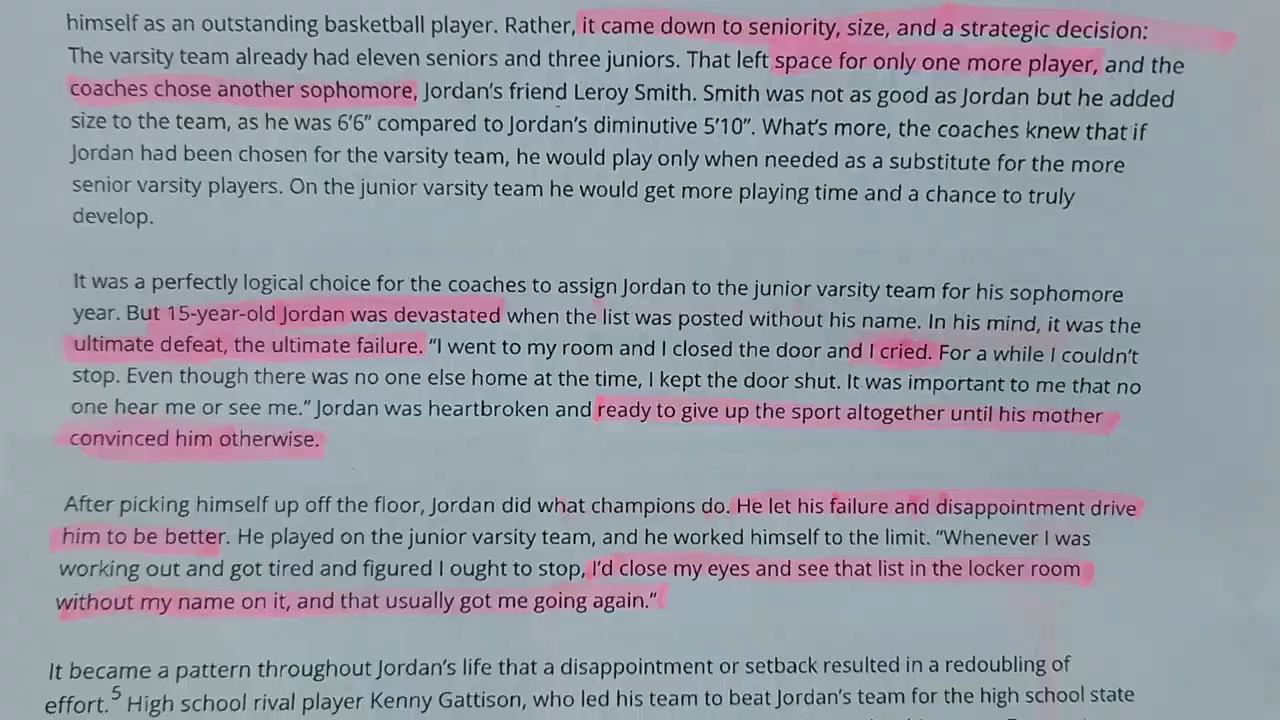 himself as an outstanding basketball player. Rather, it came down to seniority, size, and a strategic decision:
The varsity team already had eleven seniors and three juniors. That left space for only one more player, and the
coaches chose another sophomore, Jordan’s friend Leroy Smith. Smith was not as good as Jordan but he added
size to the team, as he was 6’6” compared to Jordan’s diminutive 5’10”. What’s more, the coaches knew that if
Jordan had been chosen for the varsity team, he would play only when needed as a substitute for the more
senior varsity players. On the junior varsity team he would get more playing time and a chance to truly
develop.
It was a perfectly logical choice for the coaches to assign Jordan to the junior varsity team for his sophomore
year. But 15-year-old Jordan was devastated when the list was posted without his name. In his mind, it was the
ultimate defeat, the ultimate failure. “I went to my room and I closed the door and I cried. For a while I couldn’t
stop. Even though there was no one else home at the time, I kept the door shut. It was important to me that no
one hear me or see me.” Jordan was heartbroken and ready to give up the sport altogether until his mother
convinced him otherwise.
After picking himself up off the floor, Jordan did what champions do. He let his failure and disappointment drive
him to be better. He played on the junior varsity team, and he worked himself to the limit. “Whenever I was
working out and got tired and figured I ought to stop, I’d close my eyes and see that list in the locker room
without my name on it, and that usually got me going again.”
It became a pattern throughout Jordan’s life that a disappointment or setback resulted in a redoubling of
effort.5 High school rival player Kenny Gattison, who led his team to beat Jordan’s team for the high school state